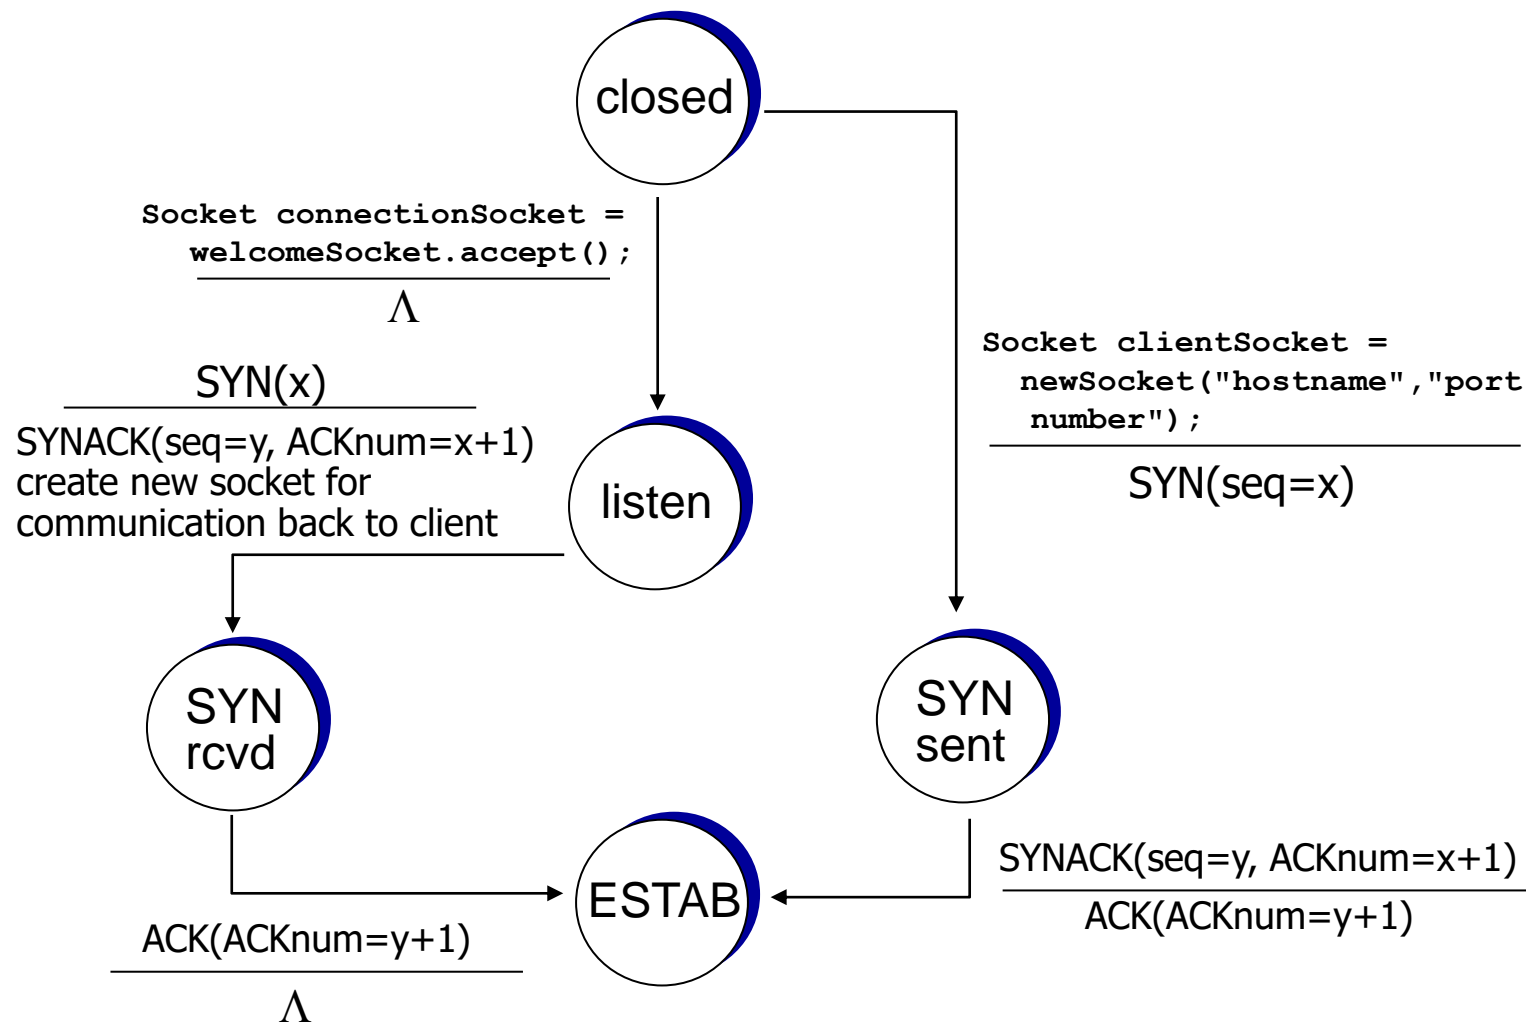 closed
Socket connectionSocket =
welcomeSocket.accept();
Λ
Socket clientSocket =
newSocket("hostname","port
number");
SYN(seq=x)
SYN(x)
SYNACK(seq=y, ACKnum=x+1)
create new socket for
communication back to client
listen
SYN
rcvd
SYN
sent
ESTAB
SYNACK(seq=y, ACKnum=x+1)
ACK(ACKnum=y+1)
ACK(ACKnum=y+1)
Λ